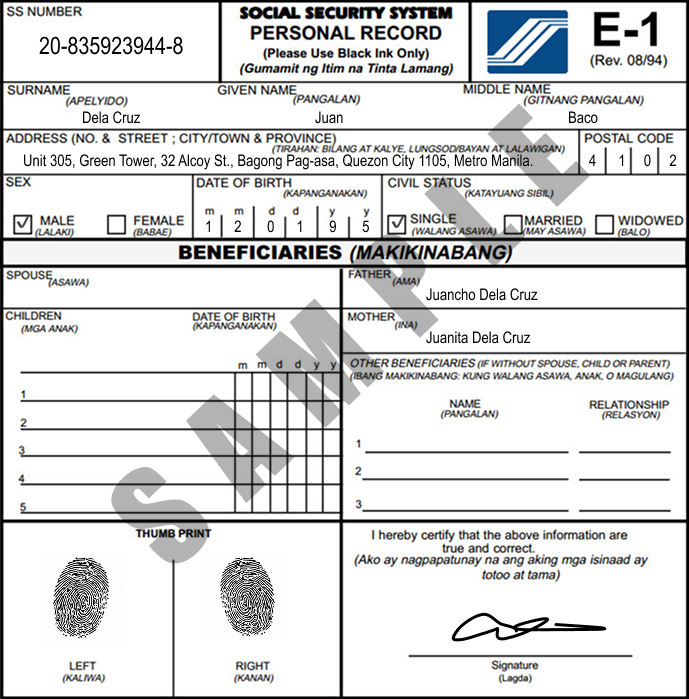 SS NUMBER
20-835923944-8
SOCIAL SECURITY SYSTEM
PERSONAL RECORD
(Please Use Black Ink Only)
(Gumamit ng Itim na Tinta Lamang)
E-1
(Rev. 08/94)
SURNAME
(APELYIDO)
Dela Cruz
GIVEN NAME
(PANGALAN)
Juan
MIDDLE NAME
(GITNANG PANGALAN)
Baco
ADDRESS (NO. & STREET ; CITY/TOWN & PROVINCE)
(TIRAHAN: BILANG AT KALYE, LUNGSOD/BAYAN AT LALAWIGAN)
Unit 305, Green Tower, 32 Alcoy St., Bagong Pag-asa, Quezon City 1105, Metro Manila.
POSTAL CODE
4 1 0 2
SEX
MALE
(LALAKI)
FEMALE
(BABAE)
DATE OF BIRTH
(KAPANGANAKAN)
m m d d y y
1 2 0 1 9 5
CIVIL STATUS
(KATAYUANG SIBIL)
SINGLE
(WALANG ASAWA)
MARRIED
(MAY ASAWA)
WIDOWED
(BALO)
BENEFICIARIES (MAKIKINABANG)
SPOUSE
(ASAWA)
FATHER
(AMA)
Juancho Dela Cruz
CHILDREN
(MGA ANAK)
DATE OF BIRTH
(KAPANGANAKAN)
m m d d y y
1
2
3
4
5
MOTHER
(INA)
Juanita Dela Cruz
OTHER BENEFICIARIES (IF WITHOUT SPOUSE, CHILD OR PARENT)
(IBANG MAKIKINABANG: KUNG WALANG ASAWA, ANAK, O MAGULANG)
NAME
(PANGALAN)
RELATIONSHIP
(RELASYON)
1
2
3
THUMB PRINT
LEFT
(KALIWA)
RIGHT
(KANAN)
I hereby certify that the above information are
true and correct.
(Ako ay nagpapatunay na ang aking mga isinaad ay
totoo at tama)
Signature
(Lagda)
SAMPLE